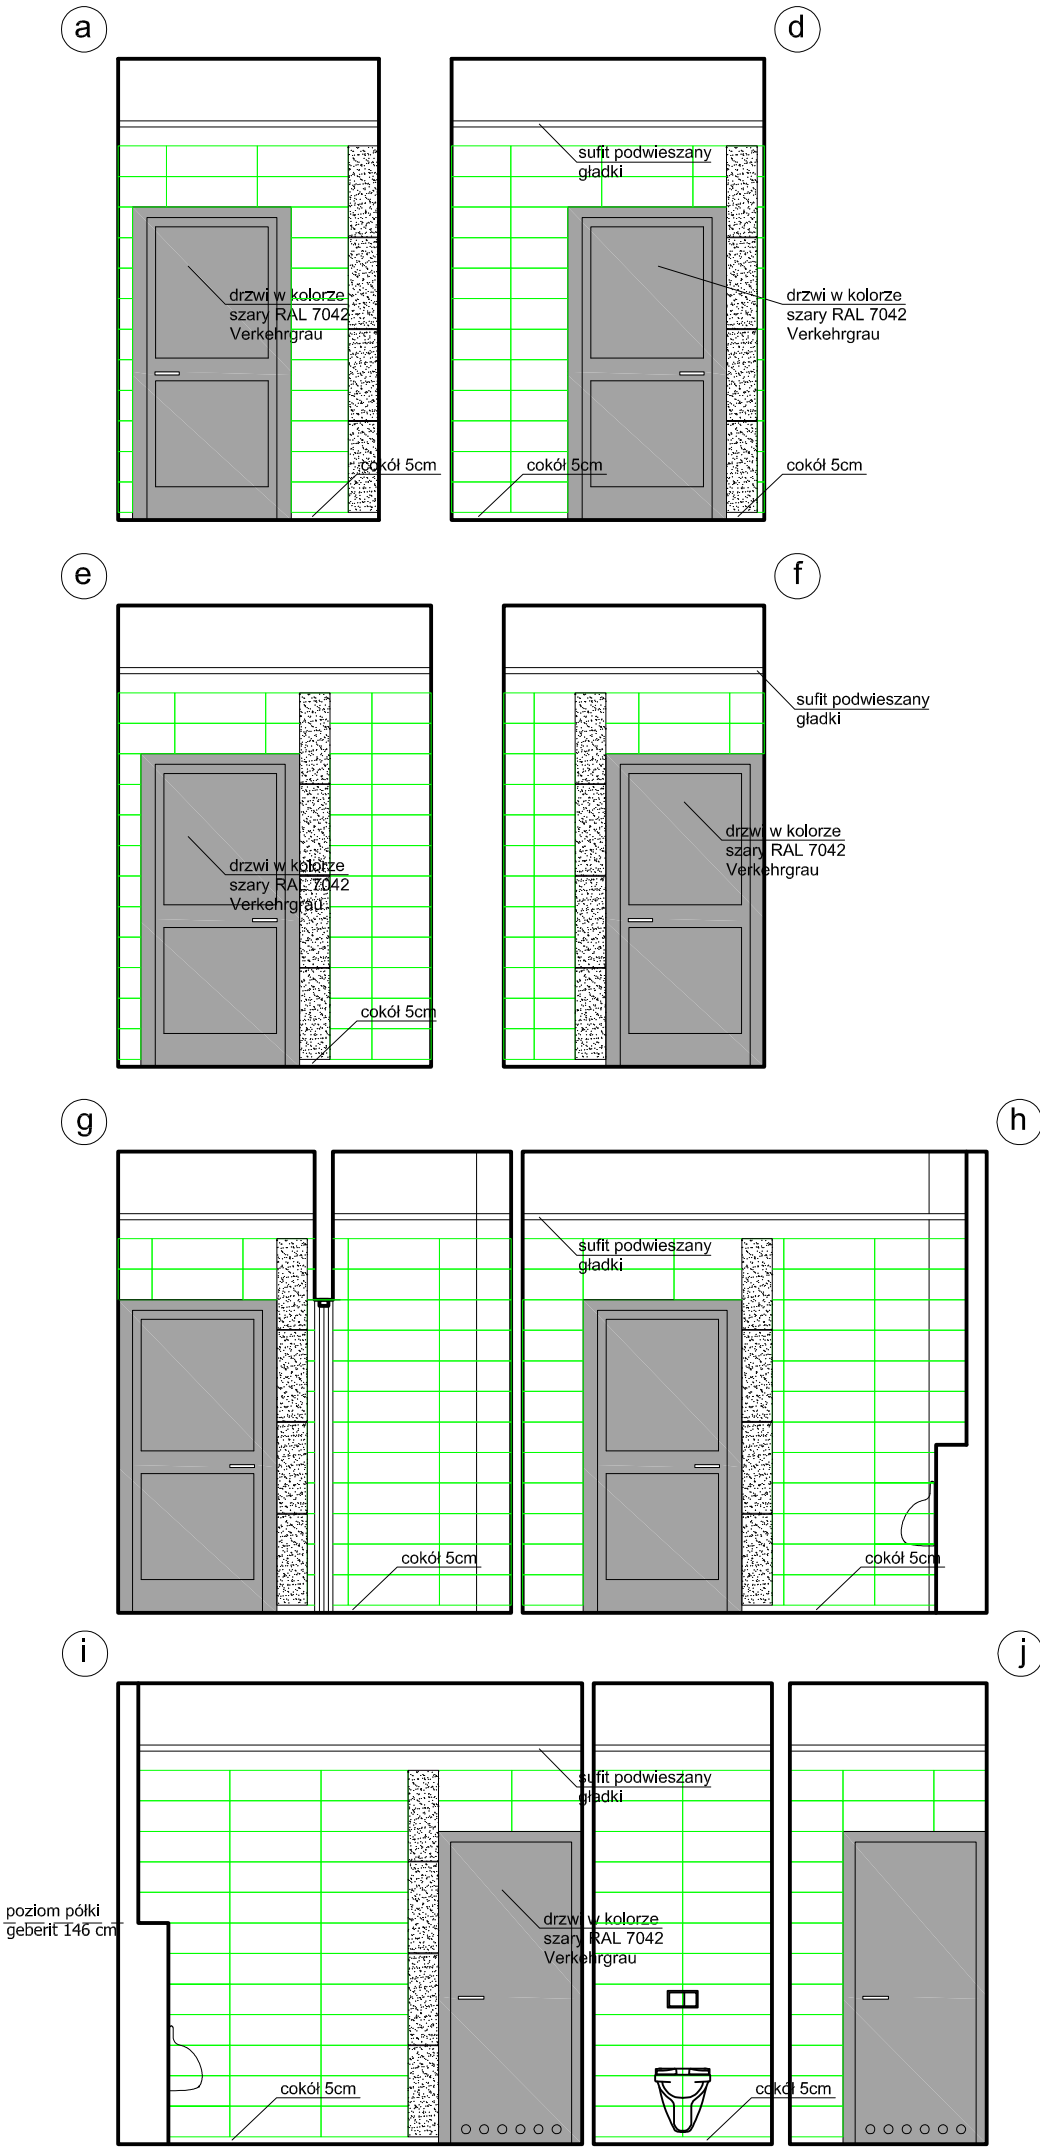 a
d
sufit podwieszany
gładki
drzwi w kolorze
szary RAL 7042
Verkehrgrau
drzwi w kolorze
szary RAL 7042
Verkehrgrau
cokół 5cm
cokół 5cm
cokół 5cm
e
f
sufit podwieszany
gładki
drzwi w kolorze
szary RAL 7042
Verkehrgrau
drzwi w kolorze
szary RAL 7042
Verkehrgrau
cokół 5cm
g
h
sufit podwieszany
gładki
cokół 5cm
cokół 5cm
i
j
sufit podwieszany
gładki
poziom półki
geberit 146 cm
drzwi w kolorze
szary RAL 7042
Verkehrgrau
cokół 5cm
cokół 5cm